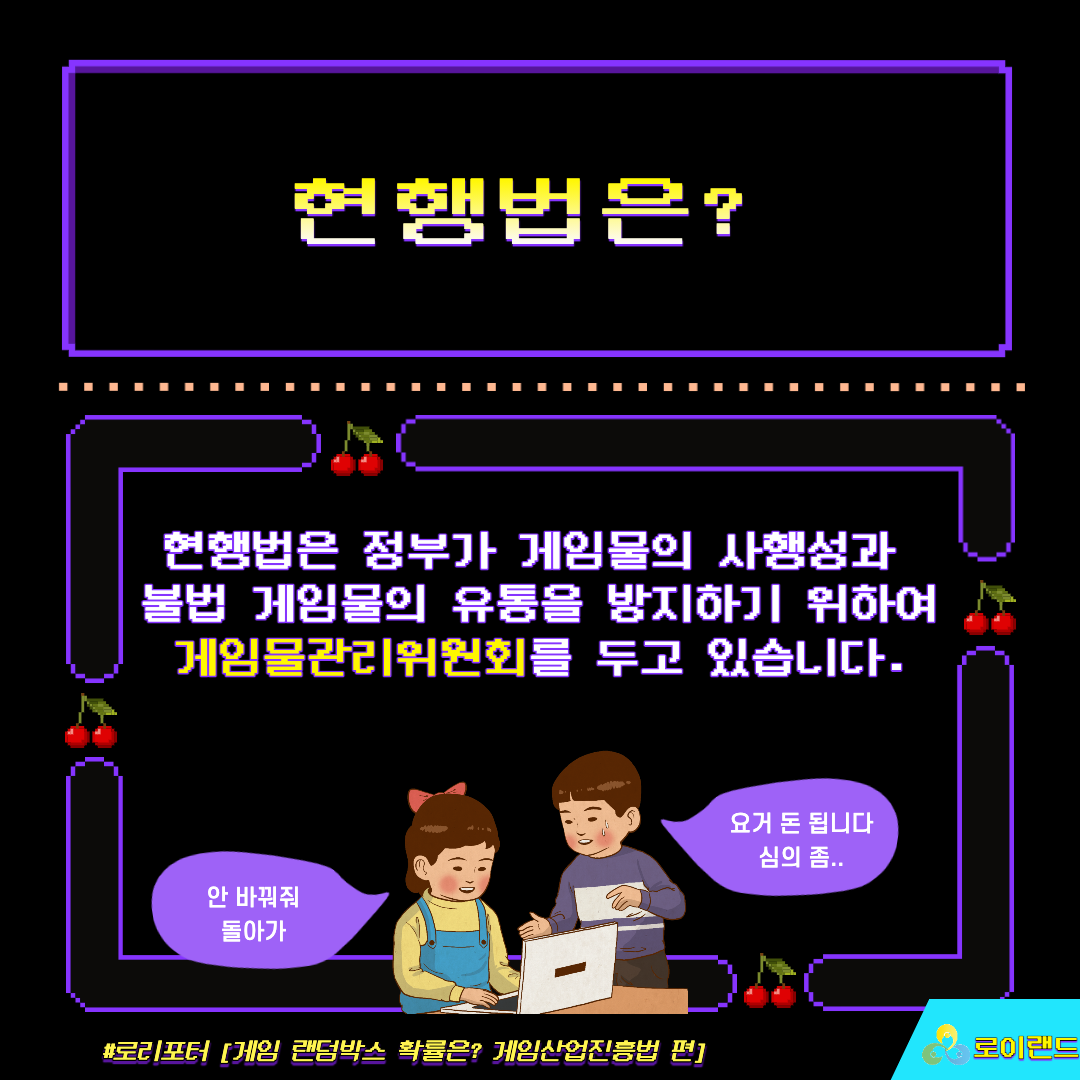 현행법은?
현행법은 정부가 게임물의 사행성과
불법 게임물의 유통을 방지하기 위하여
게임물관리위원회를 두고 있습니다.
요거 돈 됩니다
심의 좀..
안 바꿔줘
돌아가
#로리포터 [게임 랜덤박스 확률은? 게임산업진흥법 편]
로이랜드